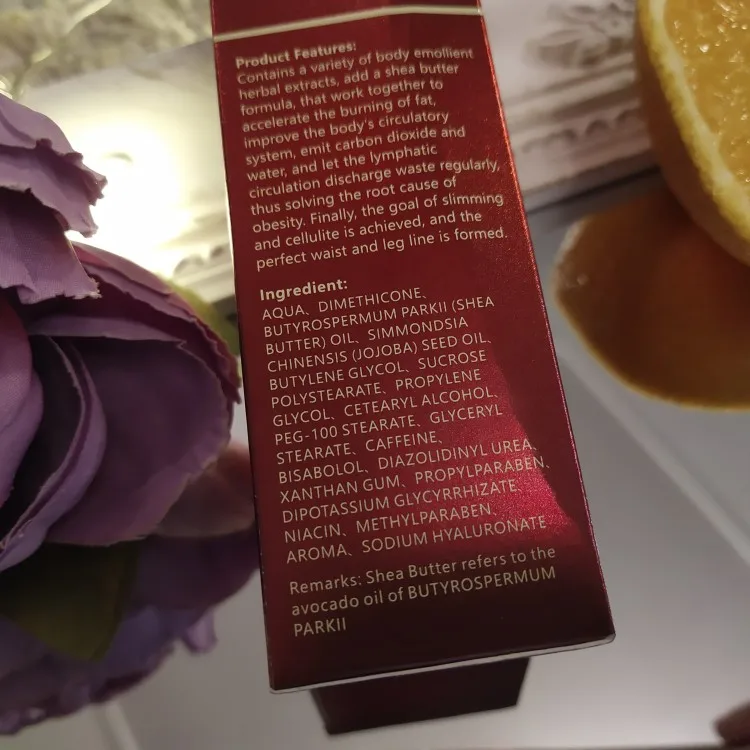 Product Features:
Contains a variety of body emollient
herbal extracts, add a shea butter
formula, that work together to
accelerate the burning of fat,
improve the body's circulatory
system, emit carbon dioxide and
water, and let the lymphatic
circulation discharge waste regularly,
thus solving the root cause of
obesity. Finally, the goal of slimming
and cellulite is achieved, and the
perfect waist and leg line is formed.
Ingredient:
AQUA、DIMETHICONE、
BUTYROSPERMUM PARKII (SHEA
BUTTER) OIL、SIMMONDSIA
CHINENSIS (JOJOBA) SEED OIL、
BUTYLENE GLYCOL、SUCROSE
POLYSTEARATE、PROPYLENE
GLYCOL、CETEARYL ALCOHOL、
PEG-100 STEARATE、GLYCERYL
STEARATE、CAFFEINE、
BISABOLOL、DIAZOLIDINYL UREA、
XANTHAN GUM、PROPYLPARABEN、
DIPOTASSIUM GLYCYRRHIZATE、
NIACIN、METHYLPARABEN、
AROMA、SODIUM HYALURONATE
Remarks: Shea Butter refers to the
avocado oil of BUTYROSPERMUM
PARKII